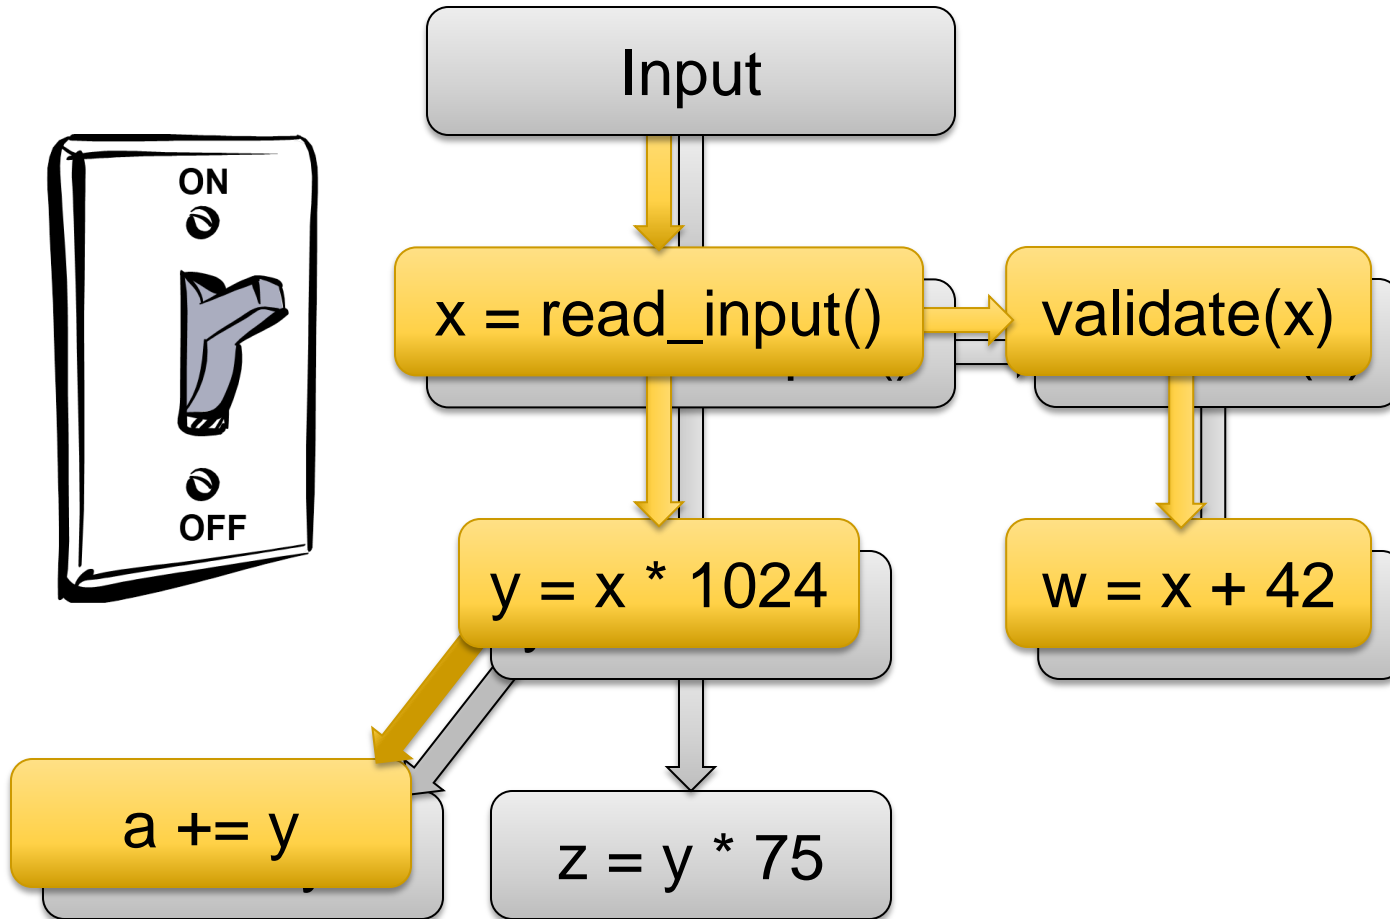 Input
ON
x = read_input()
validate(x)
OFF
y = x * 1024
w = x + 42
a += y
z = y * 75